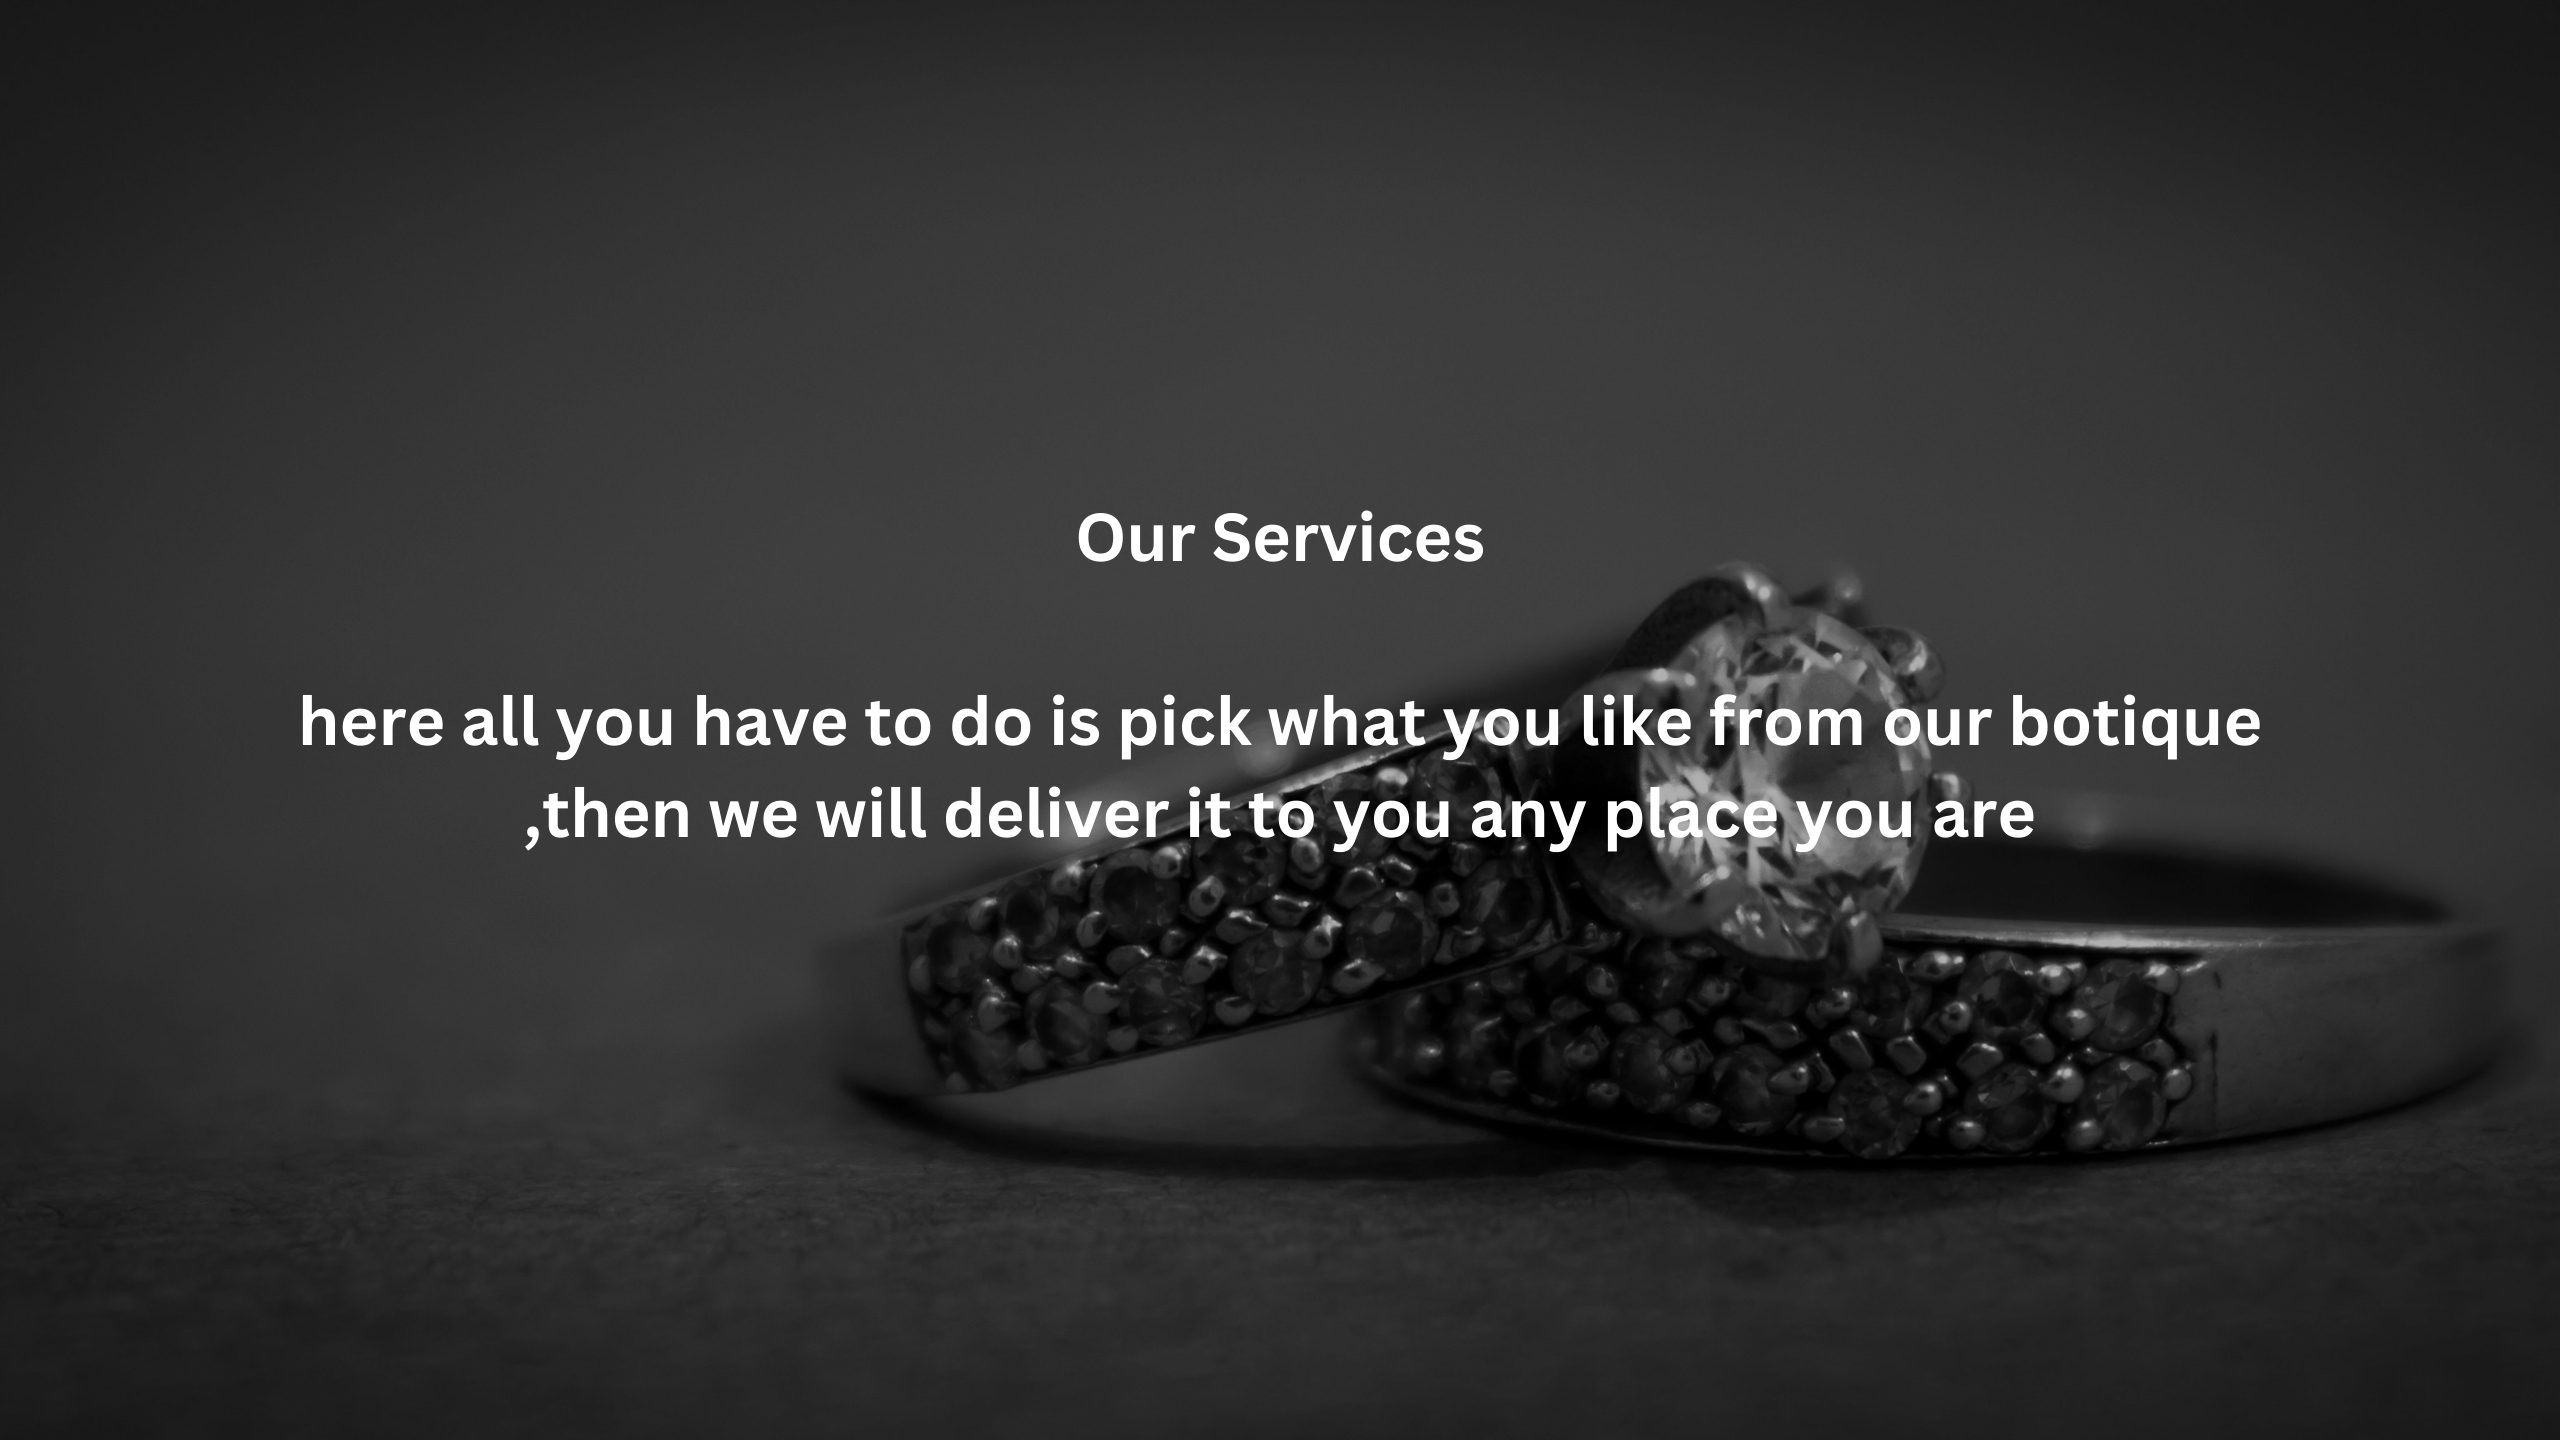 Our Services
here all you have to do is pick what you like from our botique
,then we will deliver it to you any place you are